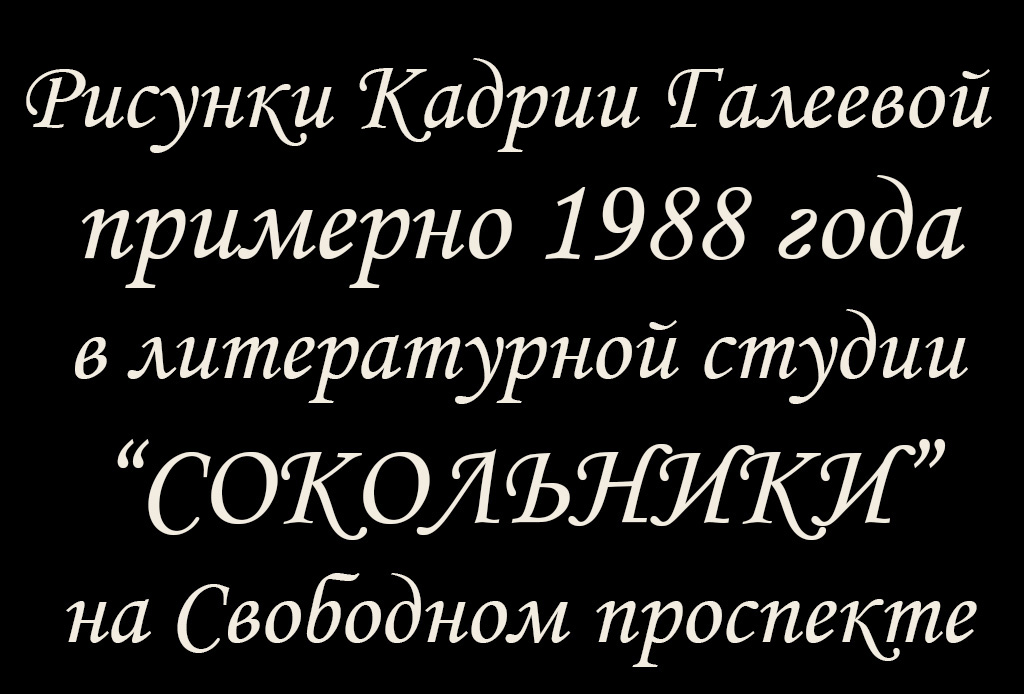 Рисунки Кадрии Галеевой
примерно 1988 года
в литературной студии
“СОКОЛЬНИКИ”
на Свободном проспекте